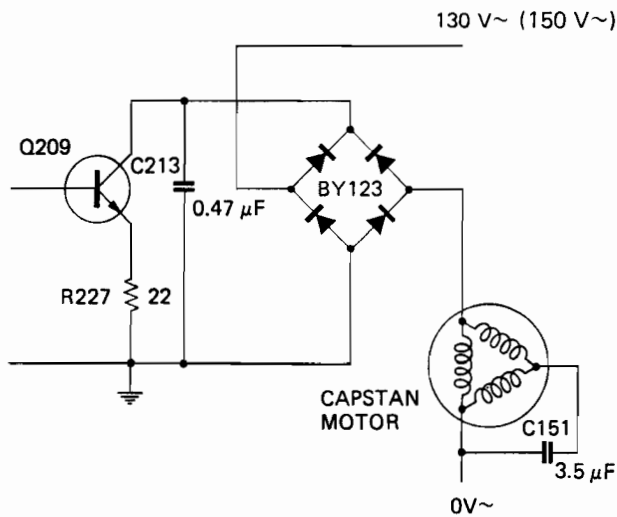 130 V~ (150 V~)
Q209
C213
BY123
0.47 µF
R227 22
CAPSTAN
MOTOR
C151
3.5 µF
0V~